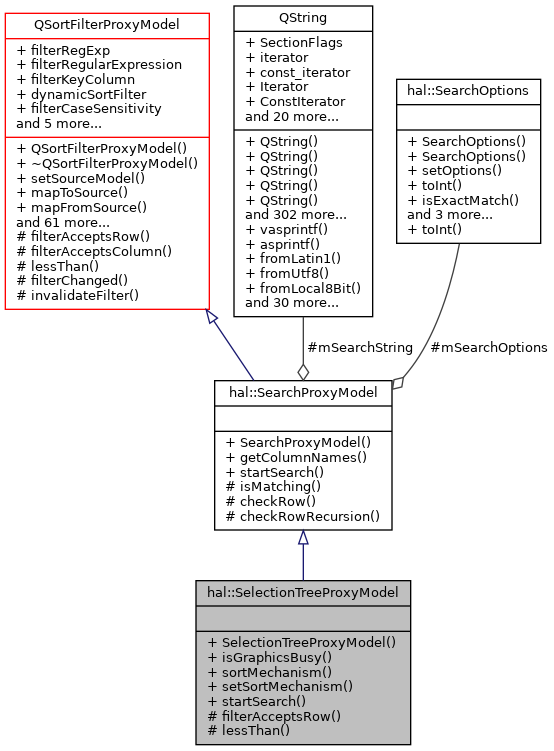 QSortFilterProxyModel
+ filterRegExp
+ filterRegularExpression
+ filterKeyColumn
+ dynamicSortFilter
+ filterCaseSensitivity
and 5 more...
+ QSortFilterProxyModel()
+ ~QSortFilterProxyModel()
+ setSourceModel()
+ mapToSource()
+ mapFromSource()
and 61 more...
# filterAcceptsRow()
# filterAcceptsColumn()
# lessThan()
# filterChanged()
# invalidateFilter()
QString
+ SectionFlags
+ iterator
+ const_iterator
+ Iterator
+ ConstIterator
and 20 more...
+ QString()
+ QString()
+ QString()
+ QString()
+ QString()
and 302 more...
+ vasprintf()
+ asprintf()
+ fromLatin1()
+ fromUtf8()
+ fromLocal8Bit()
and 30 more...
hal::SearchOptions
+ SearchOptions()
+ SearchOptions()
+ setOptions()
+ toInt()
+ isExactMatch()
and 3 more...
+ toInt()
#mSearchString
#mSearchOptions
hal::SearchProxyModel
+ SearchProxyModel()
+ getColumnNames()
+ startSearch()
# isMatching()
# checkRow()
# checkRowRecursion()
hal::SelectionTreeProxyModel
+ SelectionTreeProxyModel()
+ isGraphicsBusy()
+ sortMechanism()
+ setSortMechanism()
+ startSearch()
# filterAcceptsRow()
# lessThan()